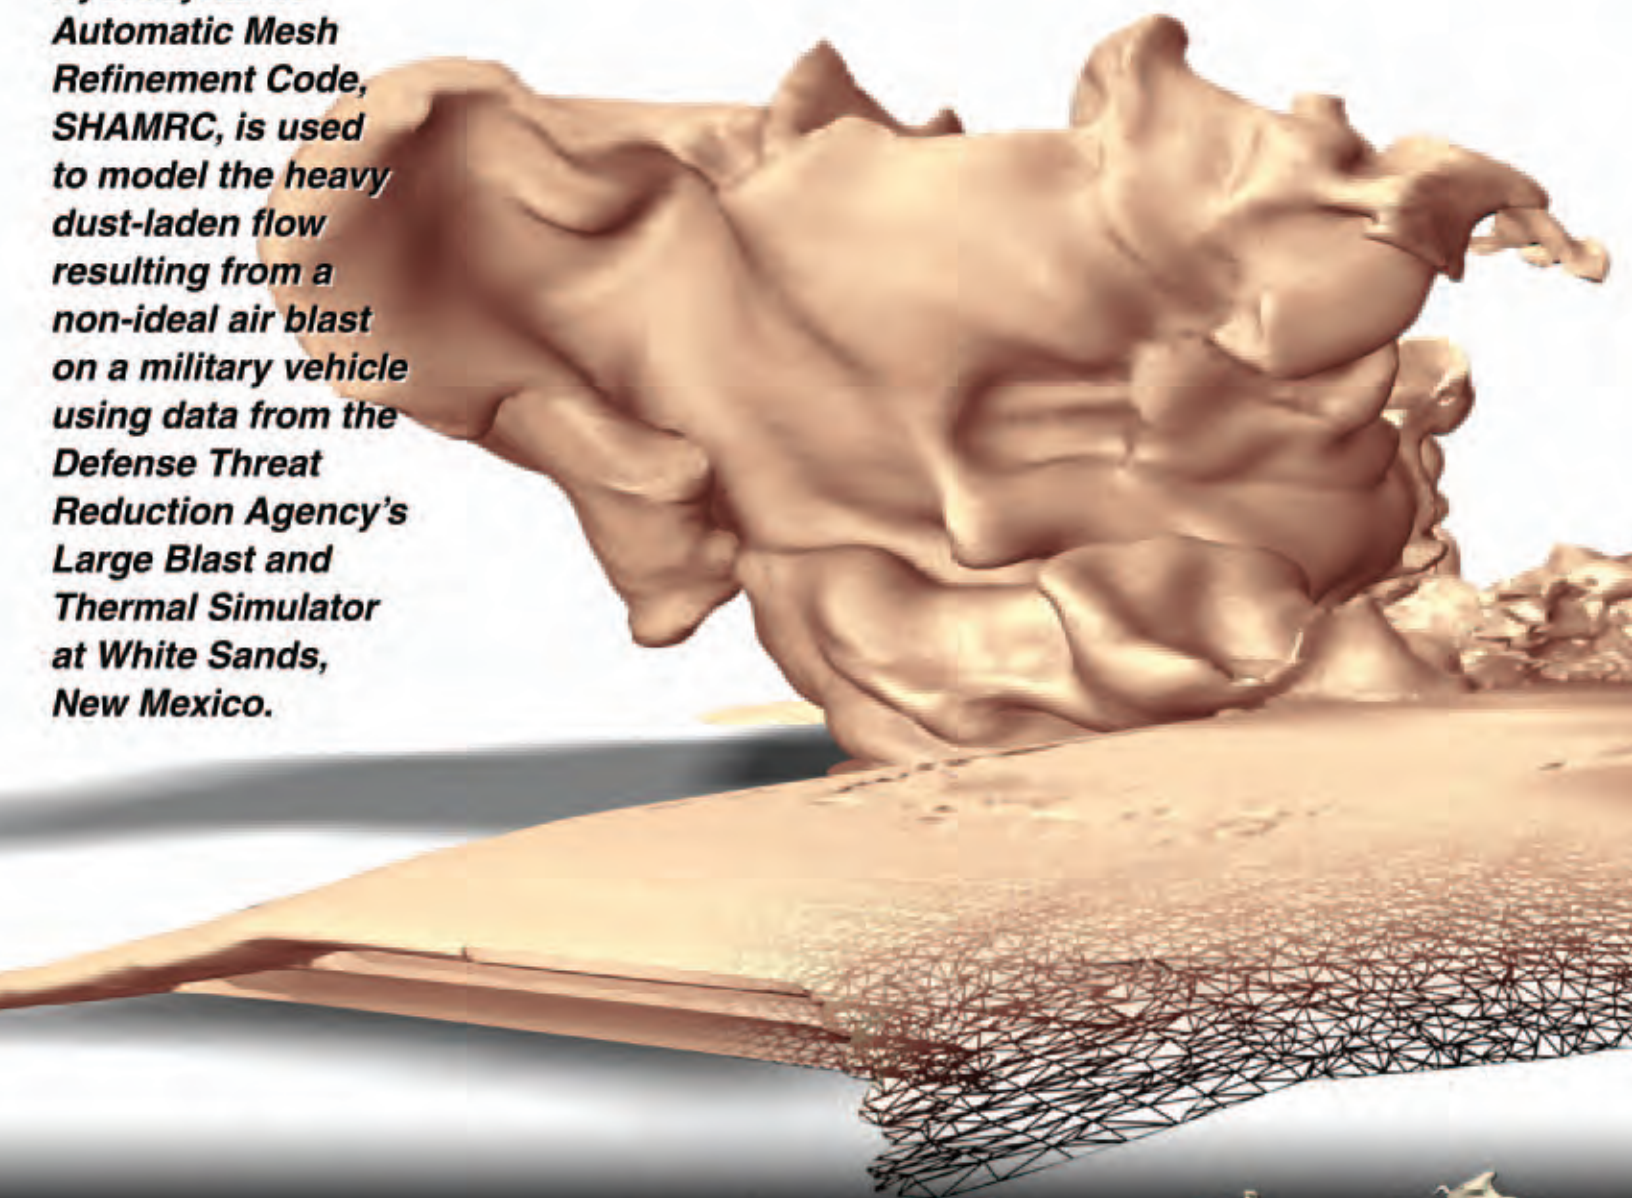 Automatic Mesh
Refinement Code,
SHAMRC, is used
to model the heavy
dust-laden flow
resulting from a
non-ideal air blast
on a military vehicle
using data from the
Defense Threat
Reduction Agency’s
Large Blast and
Thermal Simulator
at White Sands,
New Mexico.